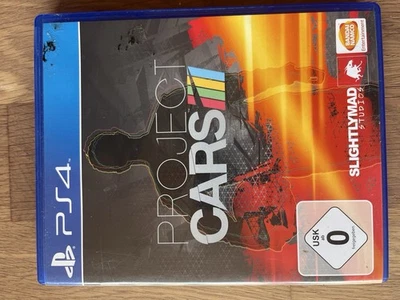 PS4
PROJECT
CARS
BANDAI
NAMCO
SLIGHTLYMAD
STUDIOS
USK
ab
0
freigegeben